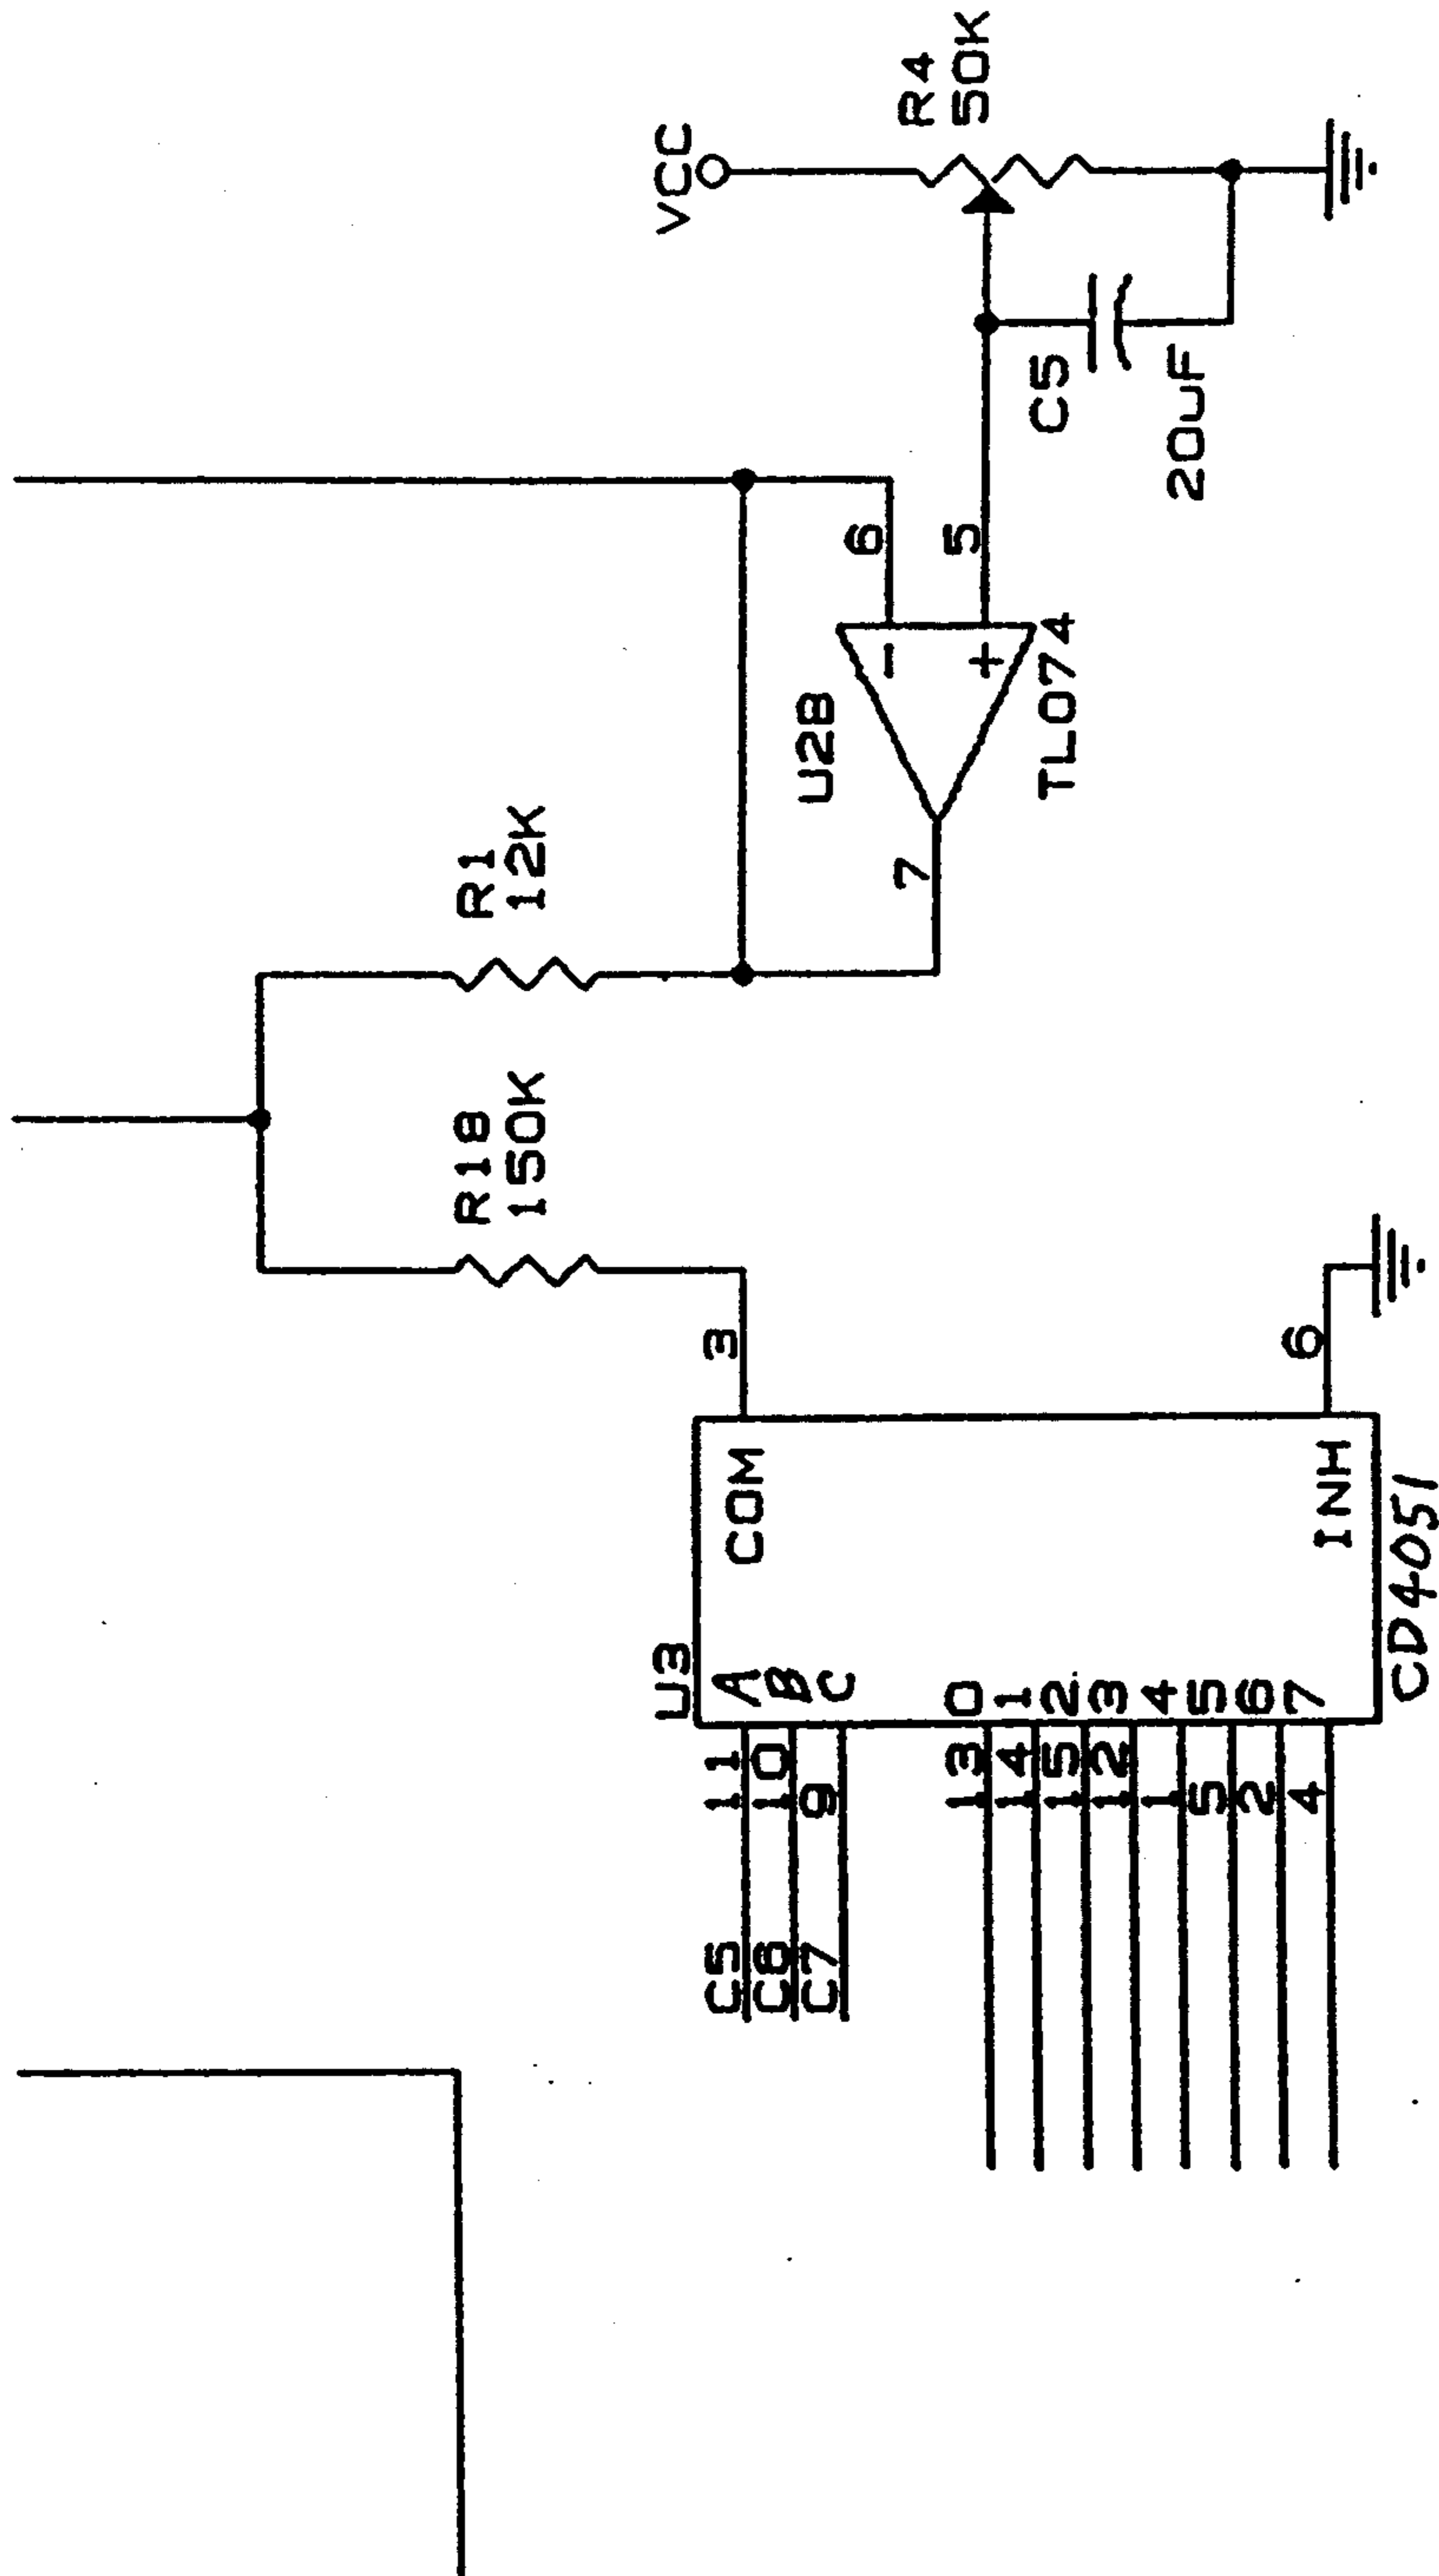 U3
C5 11 A
C6 10 B
C7 9 C
COM 3
13 0
14 1
15 2
12 3
1 4
5 5
2 6
4 7
INH 6
CD4051
R18
150K
R1
12K
U2B
7
-
6
+
5
TL074
C5
20uF
VCC
R4
50K